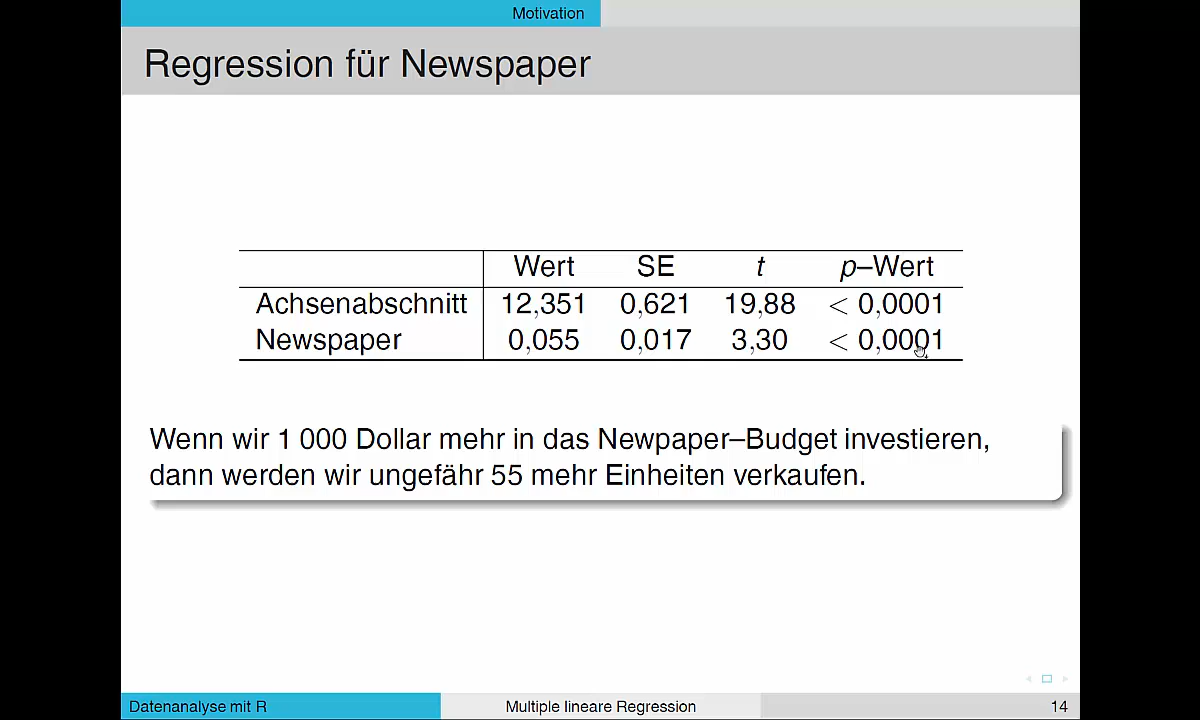 Motivation
Regression für Newspaper
Wert SE t p–Wert
Achsenabschnitt 12,351 0,621 19,88 < 0,0001
Newspaper 0,055 0,017 3,30 < 0,0001
Wenn wir 1 000 Dollar mehr in das Newpaper–Budget investieren,
dann werden wir ungefähr 55 mehr Einheiten verkaufen.
Datenanalyse mit R Multiple lineare Regression 14